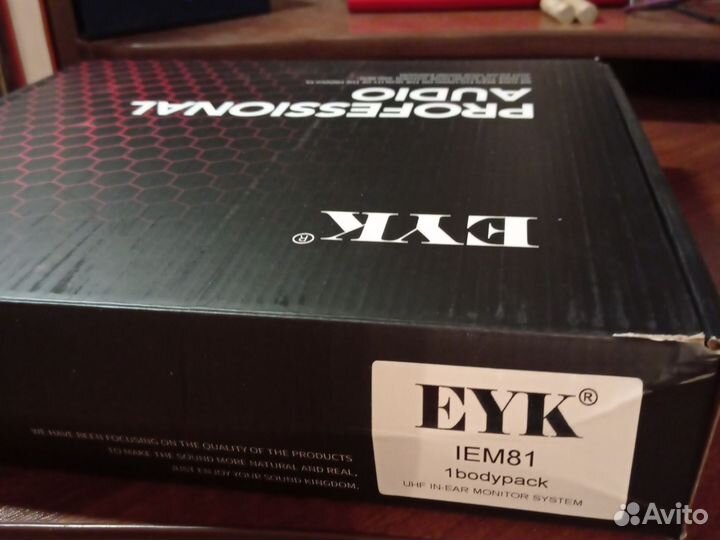 PROFESSIONAL
AUDIO
EYK®
WE HAVE BEEN FOCUSING ON THE QUALITY OF THE PRODUCTS
TO MAKE THE SOUND MORE NATURAL AND REAL.
JUST ENJOY YOUR SOUND KINGDOM.
EYK®
IEM81
1bodypack
UHF IN-EAR MONITOR SYSTEM
Avito